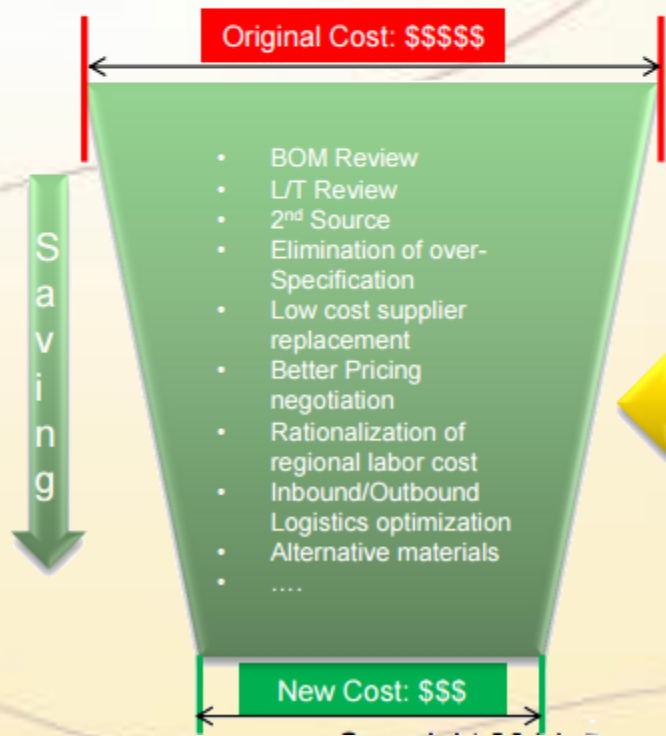 Original Cost: $$$$$
• BOM Review
• L/T Review
• 2nd Source
• Elimination of over-
Specification
• Low cost supplier
replacement
• Better Pricing
negotiation
• Rationalization of
regional labor cost
• Inbound/Outbound
Logistics optimization
• Alternative materials
• ....
Saving
New Cost: $$$